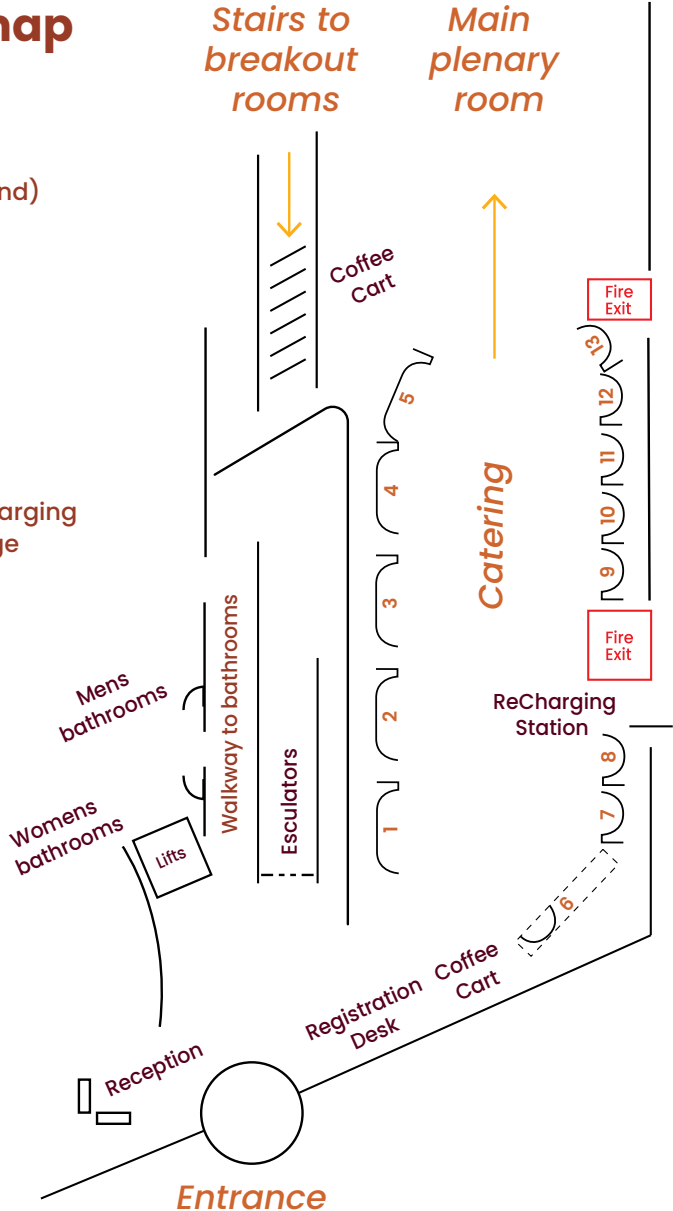 map
nd)
arging
ge
Stairs to
breakout
rooms
Main
plenary
room
Coffee
Cart
Fire
Exit
13
12
11
10
9
5
4
3
2
1
Catering
Fire
Exit
ReCharging
Station
8
7
6
Mens
bathrooms
Walkway to bathrooms
Esculators
Womens
bathrooms
Lifts
Coffee
Cart
Registration
Desk
Reception
Entrance